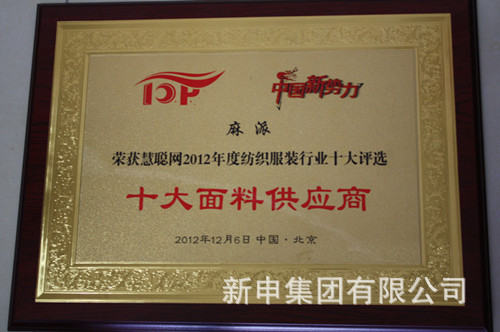 TOP
中国新势力
麻派
荣获慧聪网2012年度纺织服装行业十大评选
十大面料供应商
2012年12月6日 中国·北京
新申集团有限公司